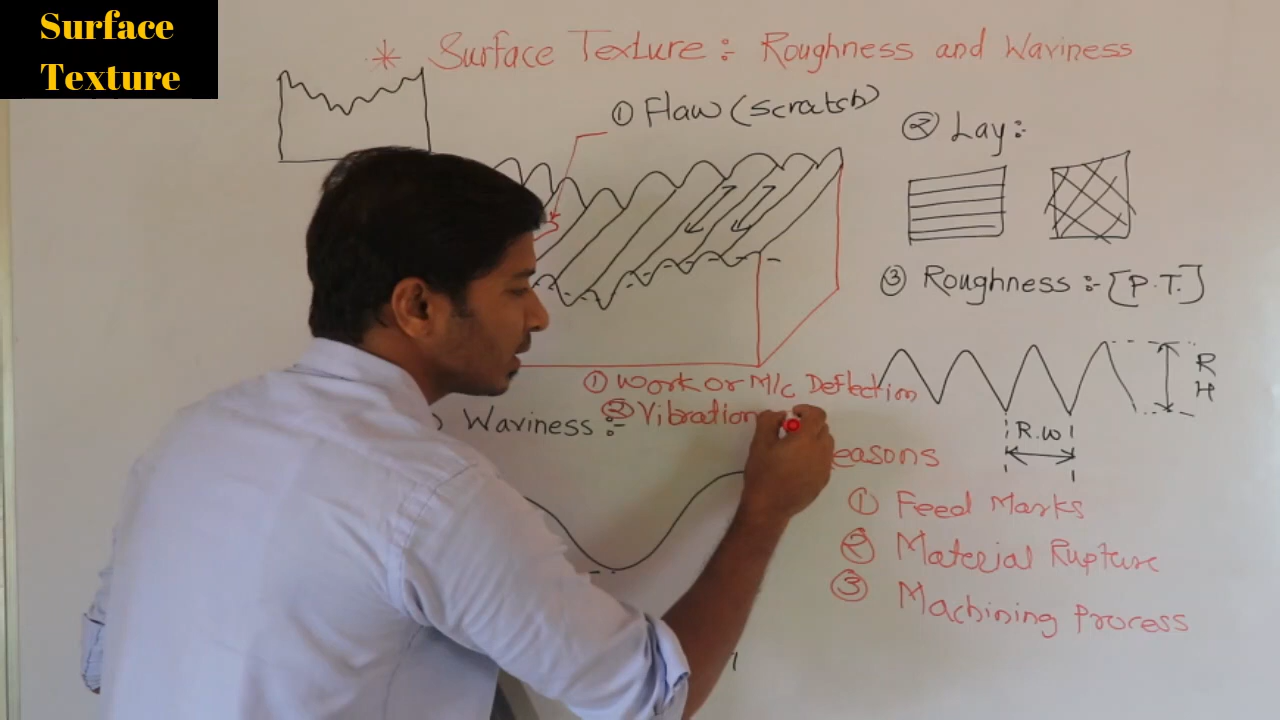 Surface
Texture
* Surface Texture :- Roughness and Waviness
① Flaw (Scratch)
② Lay :-
③ Roughness :- [P.T.]
R
H
R.W
① Work or M/c Deflection
② Vibration
) Waviness :-
easons
① Feed Marks
② Material Rupture
③ Machining Process